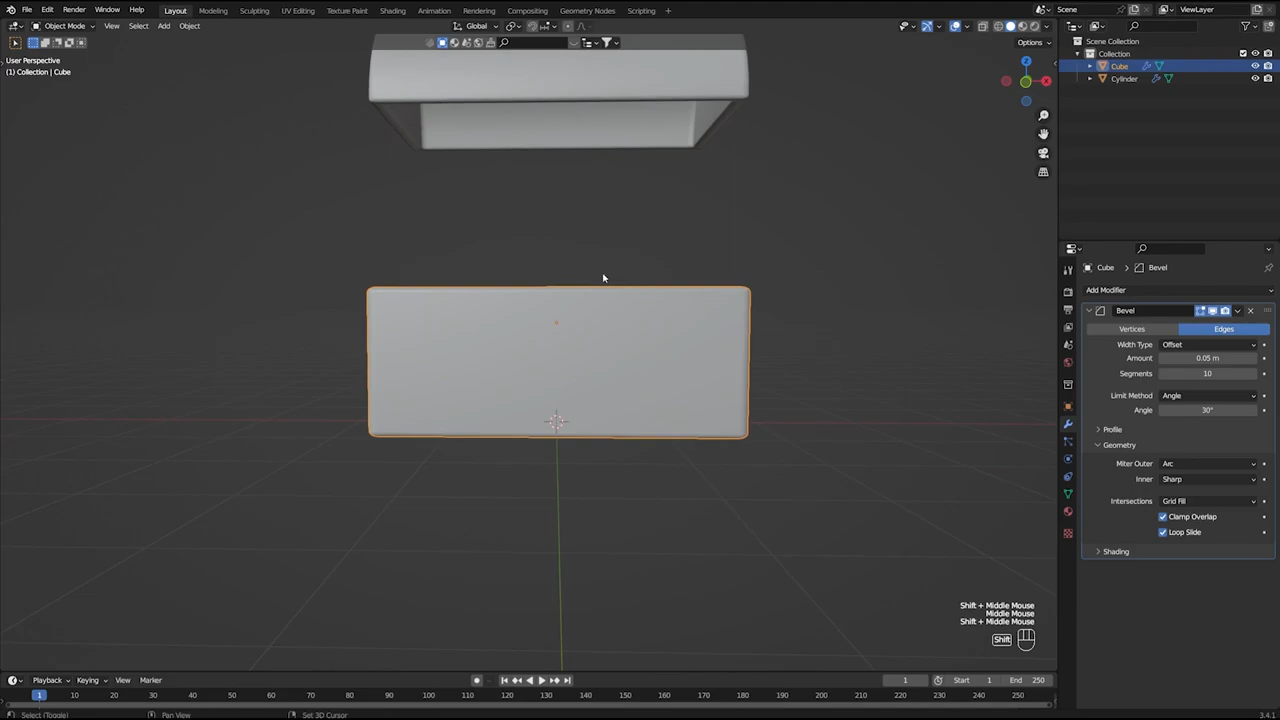 File Edit Render Window Help Layout Modeling Sculpting UV Editing Texture Paint Shading Animation Rendering Compositing Geometry Nodes Scripting + Scene ViewLayer
Object Mode View Select Add Object Global
Options
User Perspective
(1) Collection | Cube
Z
X
Scene Collection
Collection
Cube
Cylinder
Cube > Bevel
Add Modifier
Bevel
Vertices Edges
Width Type Offset
Amount 0.05 m
Segments 10
Limit Method Angle
Angle 30°
Profile
Geometry
Miter Outer Arc
Inner Sharp
Intersections Grid Fill
Clamp Overlap
Loop Slide
Shading
Shift + Middle Mouse
Middle Mouse
Shift + Middle Mouse
Shift
Playback Keying View Marker 1 Start 1 End 250
1 10 20 30 40 50 60 70 80 90 100 110 120 130 140 150 160 170 180 190 200 210 220 230 240 250
Select (Toggle) Pan View Set 3D Cursor 3.4.1